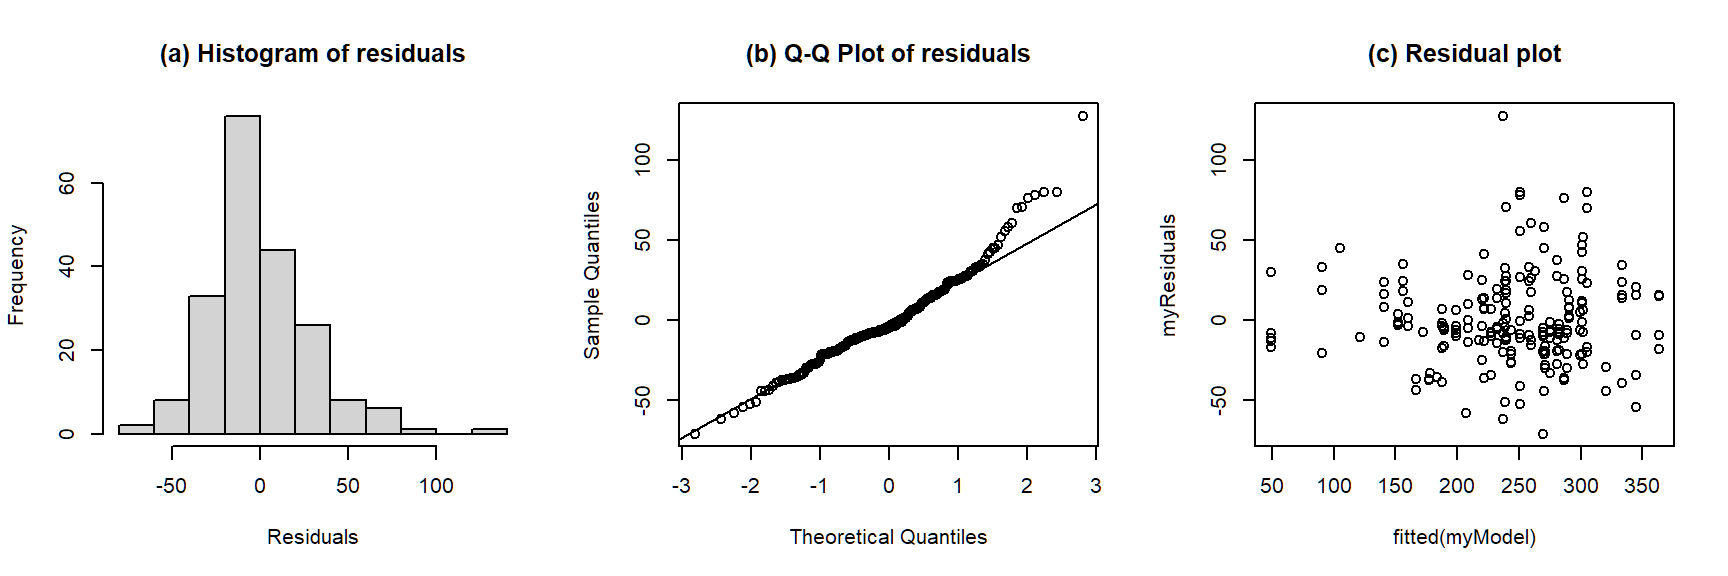 (a) Histogram of residuals
Frequency
0 20 40 60
-50 0 50 100
Residuals
(b) Q-Q Plot of residuals
Sample Quantiles
-50 0 50 100
-3 -2 -1 0 1 2 3
Theoretical Quantiles
(c) Residual plot
myResiduals
-50 0 50 100
50 100 150 200 250 300 350
fitted(myModel)